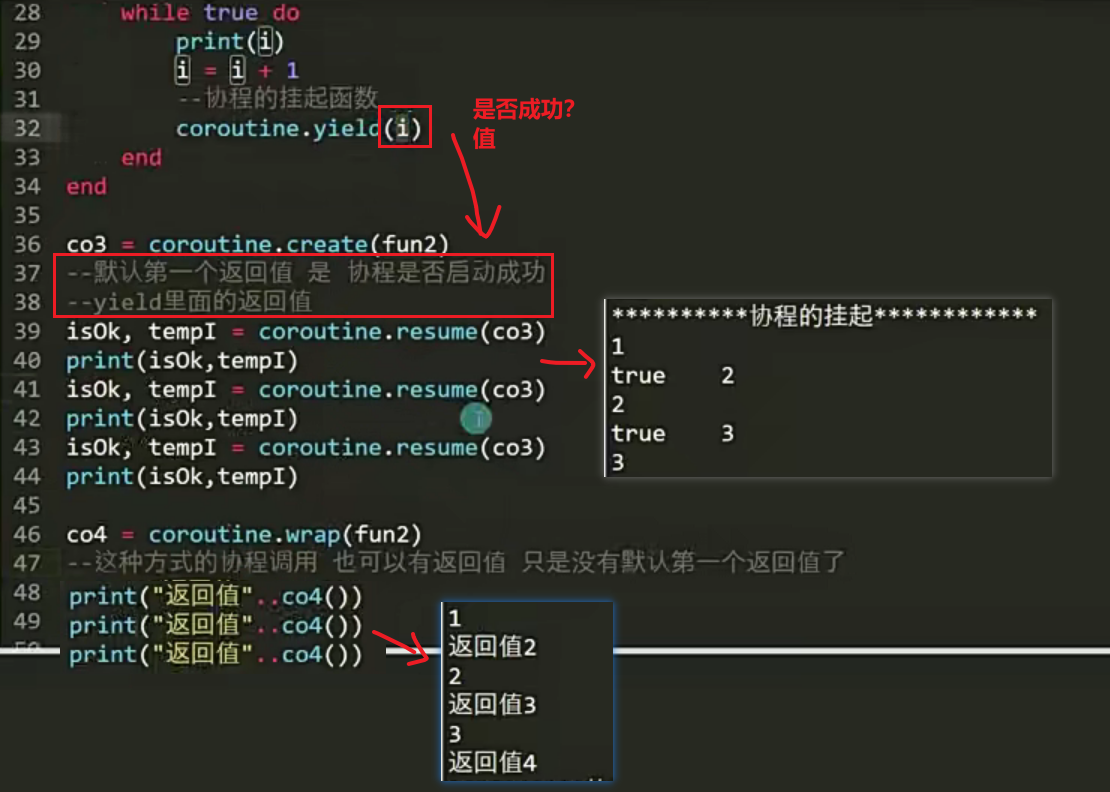 28 while true do
29 print(i)
30 i = i + 1
31 --协程的挂起函数
32 coroutine.yield(i)
是否成功?
值
33 end
34 end
35
36 co3 = coroutine.create(fun2)
37 --默认第一个返回值 是 协程是否启动成功
38 --yield里面的返回值
39 isOk, tempI = coroutine.resume(co3)
40 print(isOk,tempI)
41 isOk, tempI = coroutine.resume(co3)
42 print(isOk,tempI)
43 isOk, tempI = coroutine.resume(co3)
44 print(isOk,tempI)
**********协程的挂起************
1
true 2
2
true 3
3
45
46 co4 = coroutine.wrap(fun2)
47 --这种方式的协程调用 也可以有返回值 只是没有默认第一个返回值了
48 print("返回值"..co4())
49 print("返回值"..co4())
print("返回值"..co4())
1
返回值2
2
返回值3
3
返回值4